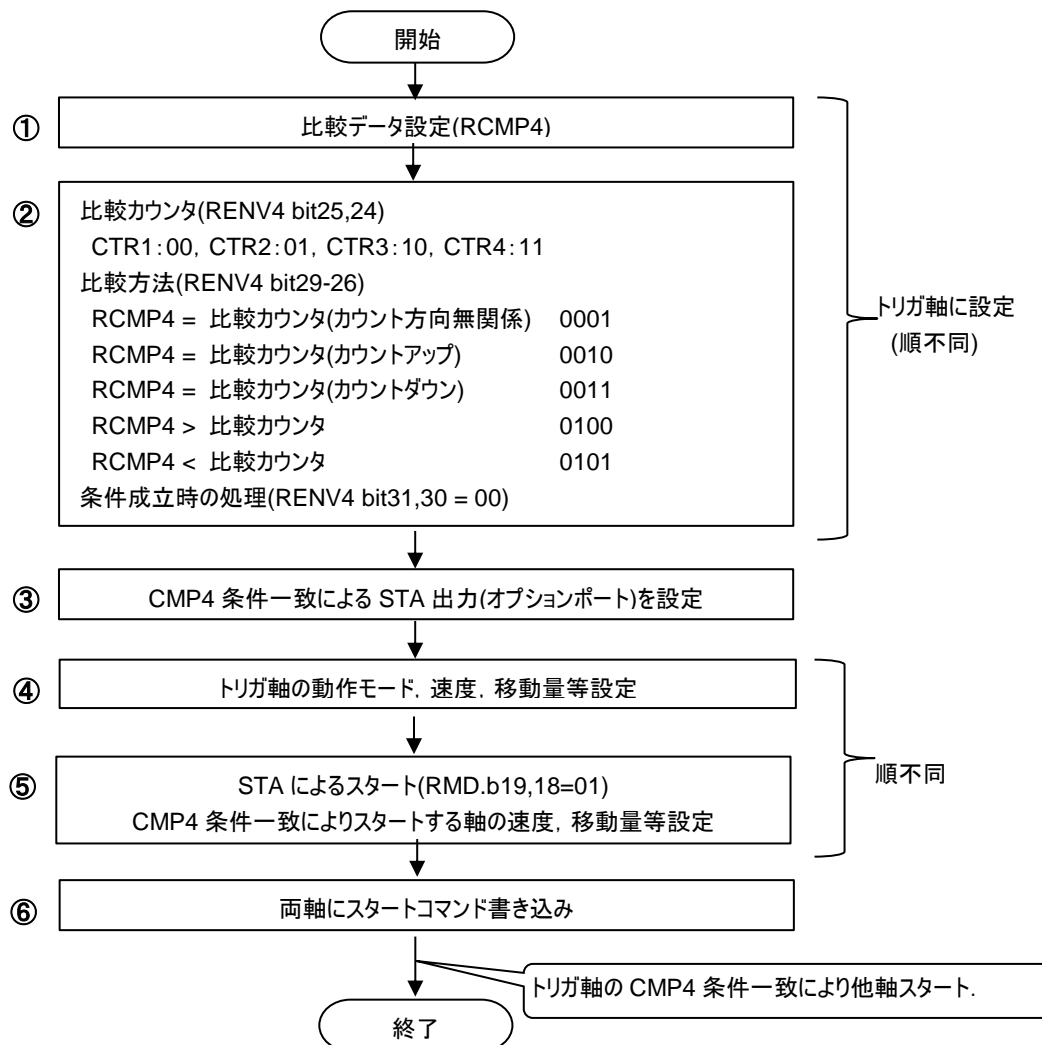 開始
① 比較データ設定(RCMP4)
② 比較カウンタ(RENV4 bit25,24)
CTR1:00, CTR2:01, CTR3:10, CTR4:11
比較方法(RENV4 bit29-26)
RCMP4 = 比較カウンタ(カウント方向無関係) 0001
RCMP4 = 比較カウンタ(カウントアップ) 0010
RCMP4 = 比較カウンタ(カウントダウン) 0011
RCMP4 > 比較カウンタ 0100
RCMP4 < 比較カウンタ 0101
条件成立時の処理(RENV4 bit31,30 = 00)
トリガ軸に設定
(順不同)
③ CMP4 条件一致による STA 出力(オプションポート)を設定
④ トリガ軸の動作モード, 速度, 移動量等設定
⑤ STA によるスタート(RMD.b19,18=01)
CMP4 条件一致によりスタートする軸の速度, 移動量等設定
順不同
⑥ 両軸にスタートコマンド書き込み
トリガ軸の CMP4 条件一致により他軸スタート.
終了